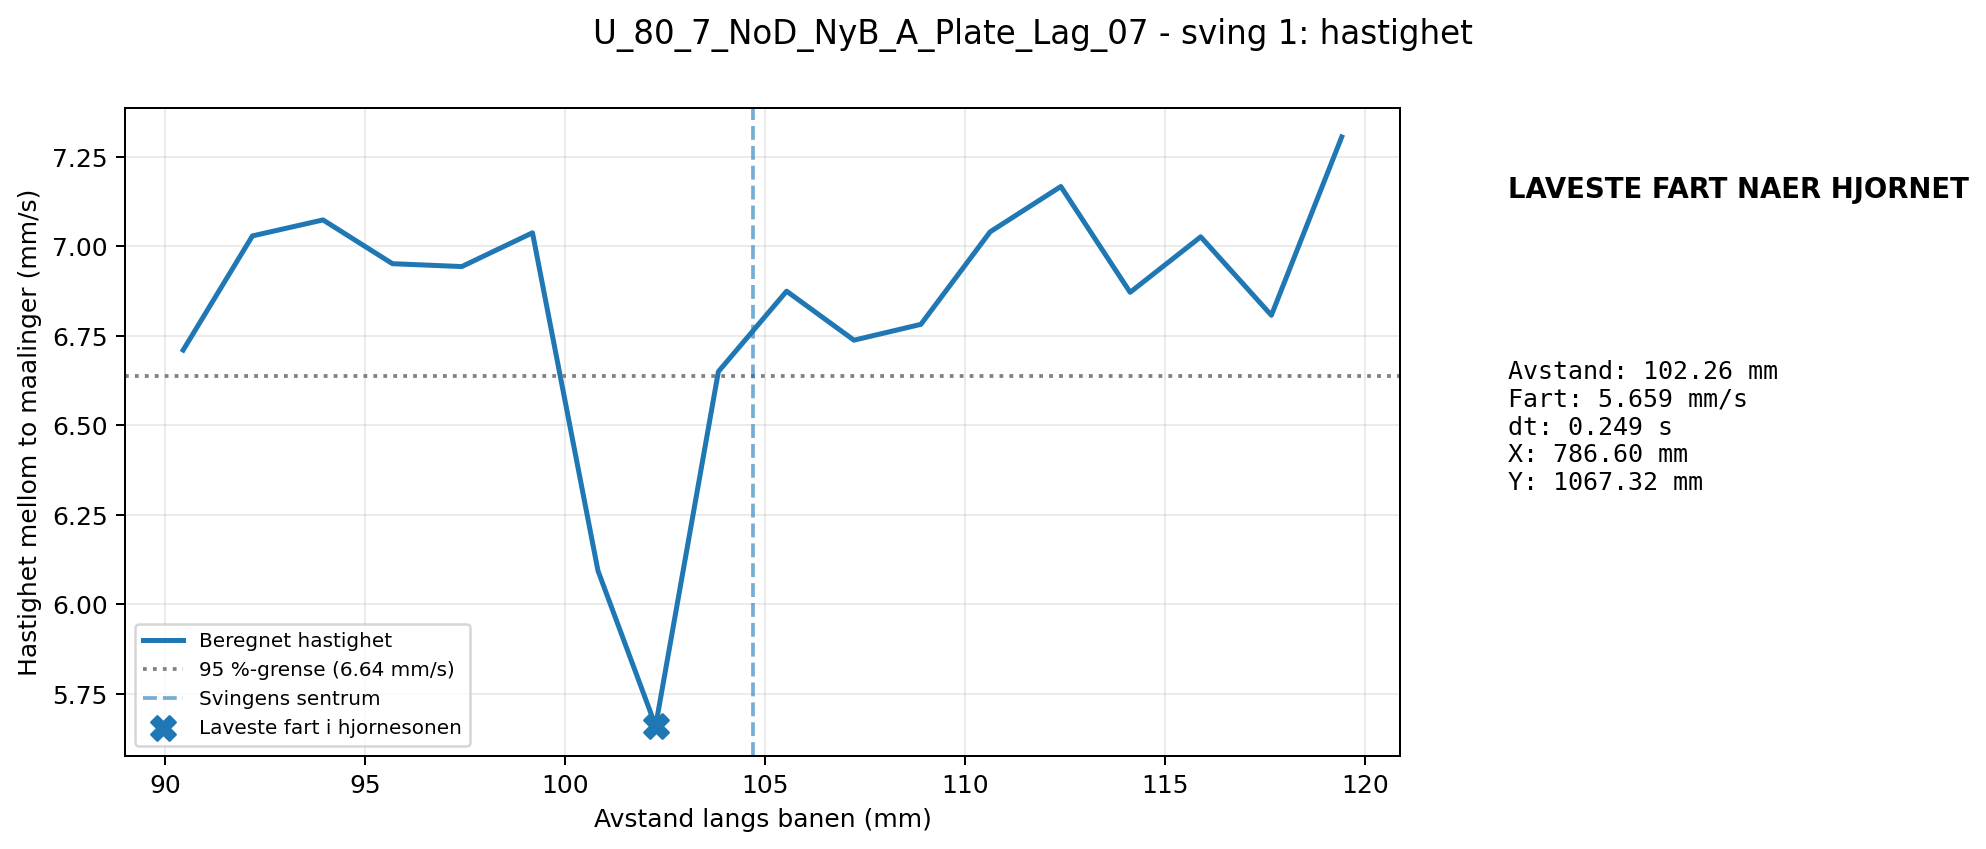 U_80_7_NoD_NyB_A_Plate_Lag_07 - sving 1: hastighet
Hastighet mellom to maalinger (mm/s)
7.25
7.00
6.75
6.50
6.25
6.00
5.75
Beregnet hastighet
95 %-grense (6.64 mm/s)
Svingens sentrum
Laveste fart i hjornesonen
90
95
100
105
110
115
120
Avstand langs banen (mm)
LAVESTE FART NAER HJORNET
Avstand: 102.26 mm
Fart: 5.659 mm/s
dt: 0.249 s
X: 786.60 mm
Y: 1067.32 mm